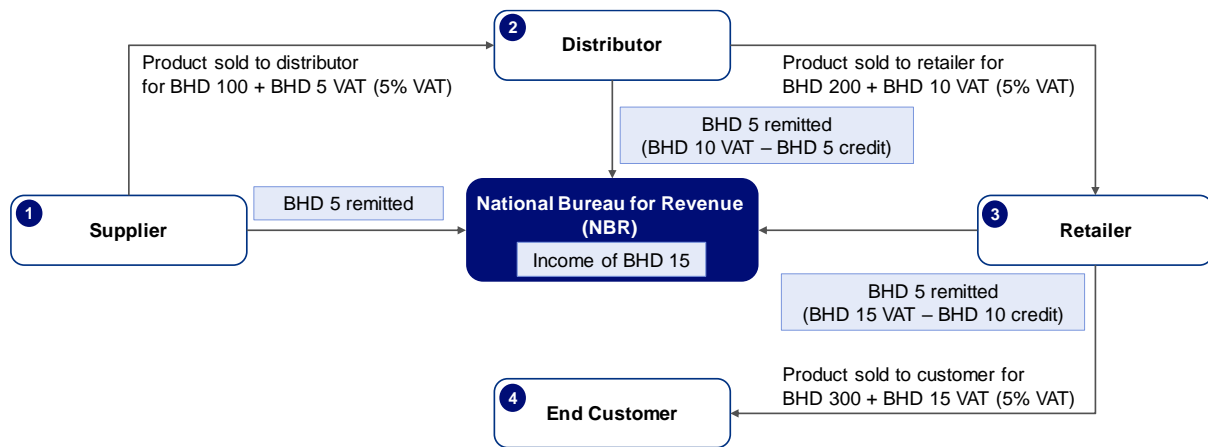 2
Distributor
Product sold to distributor
for BHD 100 + BHD 5 VAT (5% VAT)
Product sold to retailer for
BHD 200 + BHD 10 VAT (5% VAT)
BHD 5 remitted
(BHD 10 VAT – BHD 5 credit)
1
Supplier
BHD 5 remitted
National Bureau for Revenue
(NBR)
Income of BHD 15
3
Retailer
BHD 5 remitted
(BHD 15 VAT – BHD 10 credit)
Product sold to customer for
BHD 300 + BHD 15 VAT (5% VAT)
4
End Customer